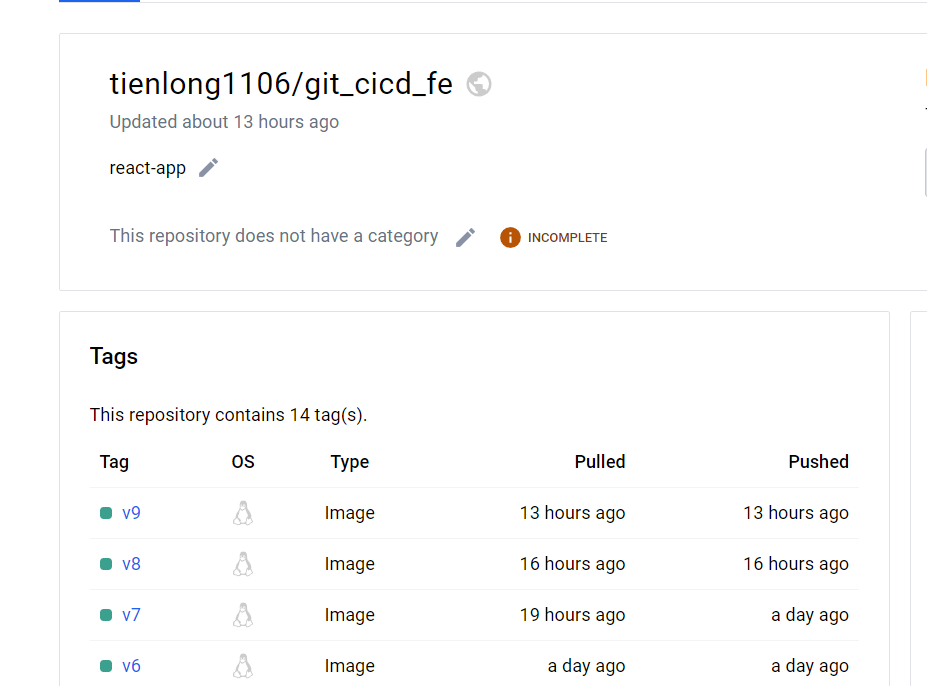 tienlong1106/git_cicd_fe
Updated about 13 hours ago
react-app
This repository does not have a category INCOMPLETE
Tags
This repository contains 14 tag(s).
Tag OS Type Pulled Pushed
v9 Image 13 hours ago 13 hours ago
v8 Image 16 hours ago 16 hours ago
v7 Image 19 hours ago a day ago
v6 Image a day ago a day ago